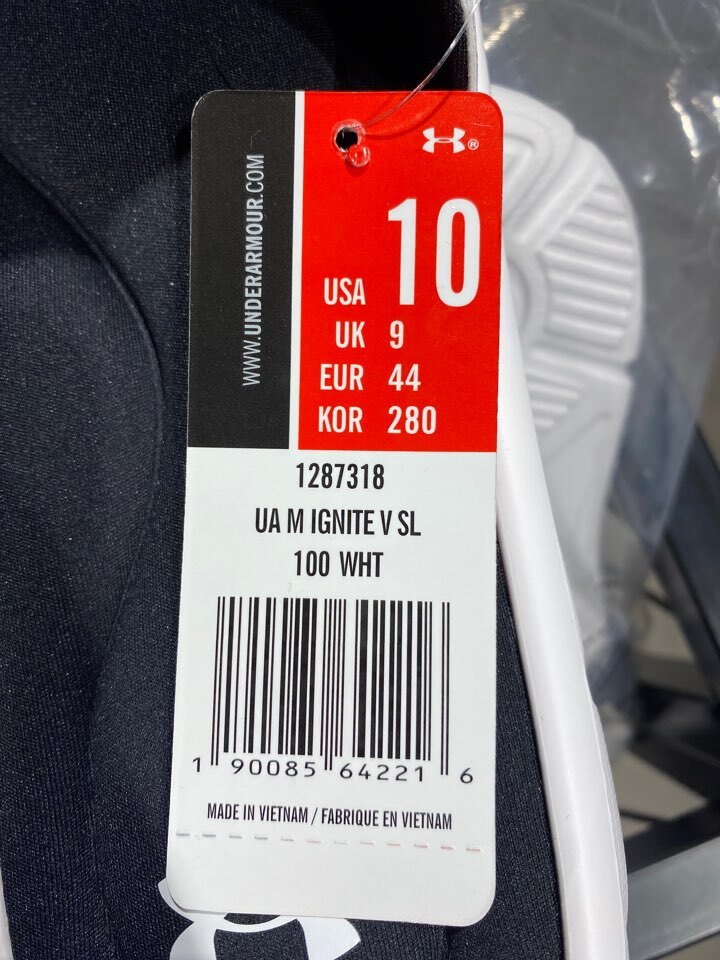 WWW.UNDERARMOUR.COM
®
USA 10
UK 9
EUR 44
KOR 280
1287318
UA M IGNITE V SL
100 WHT
1 90085 64221 6
MADE IN VIETNAM / FABRIQUE EN VIETNAM